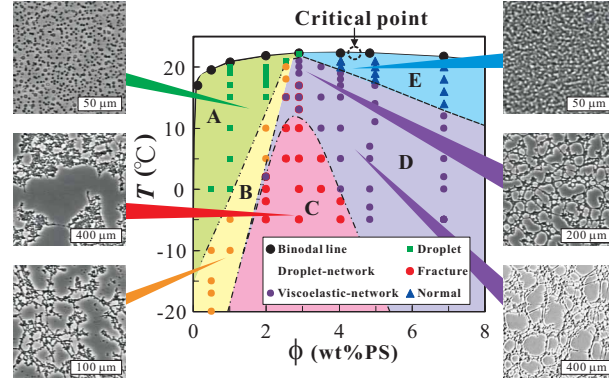 Critical point
50 μm
400 μm
100 μm
T (℃)
20
10
0
-10
-20
A
B
C
D
E
Binodal line
Droplet
Droplet-network
Fracture
Viscoelastic-network
Normal
0
2
4
6
8
ϕ (wt%PS)
50 μm
200 μm
400 μm